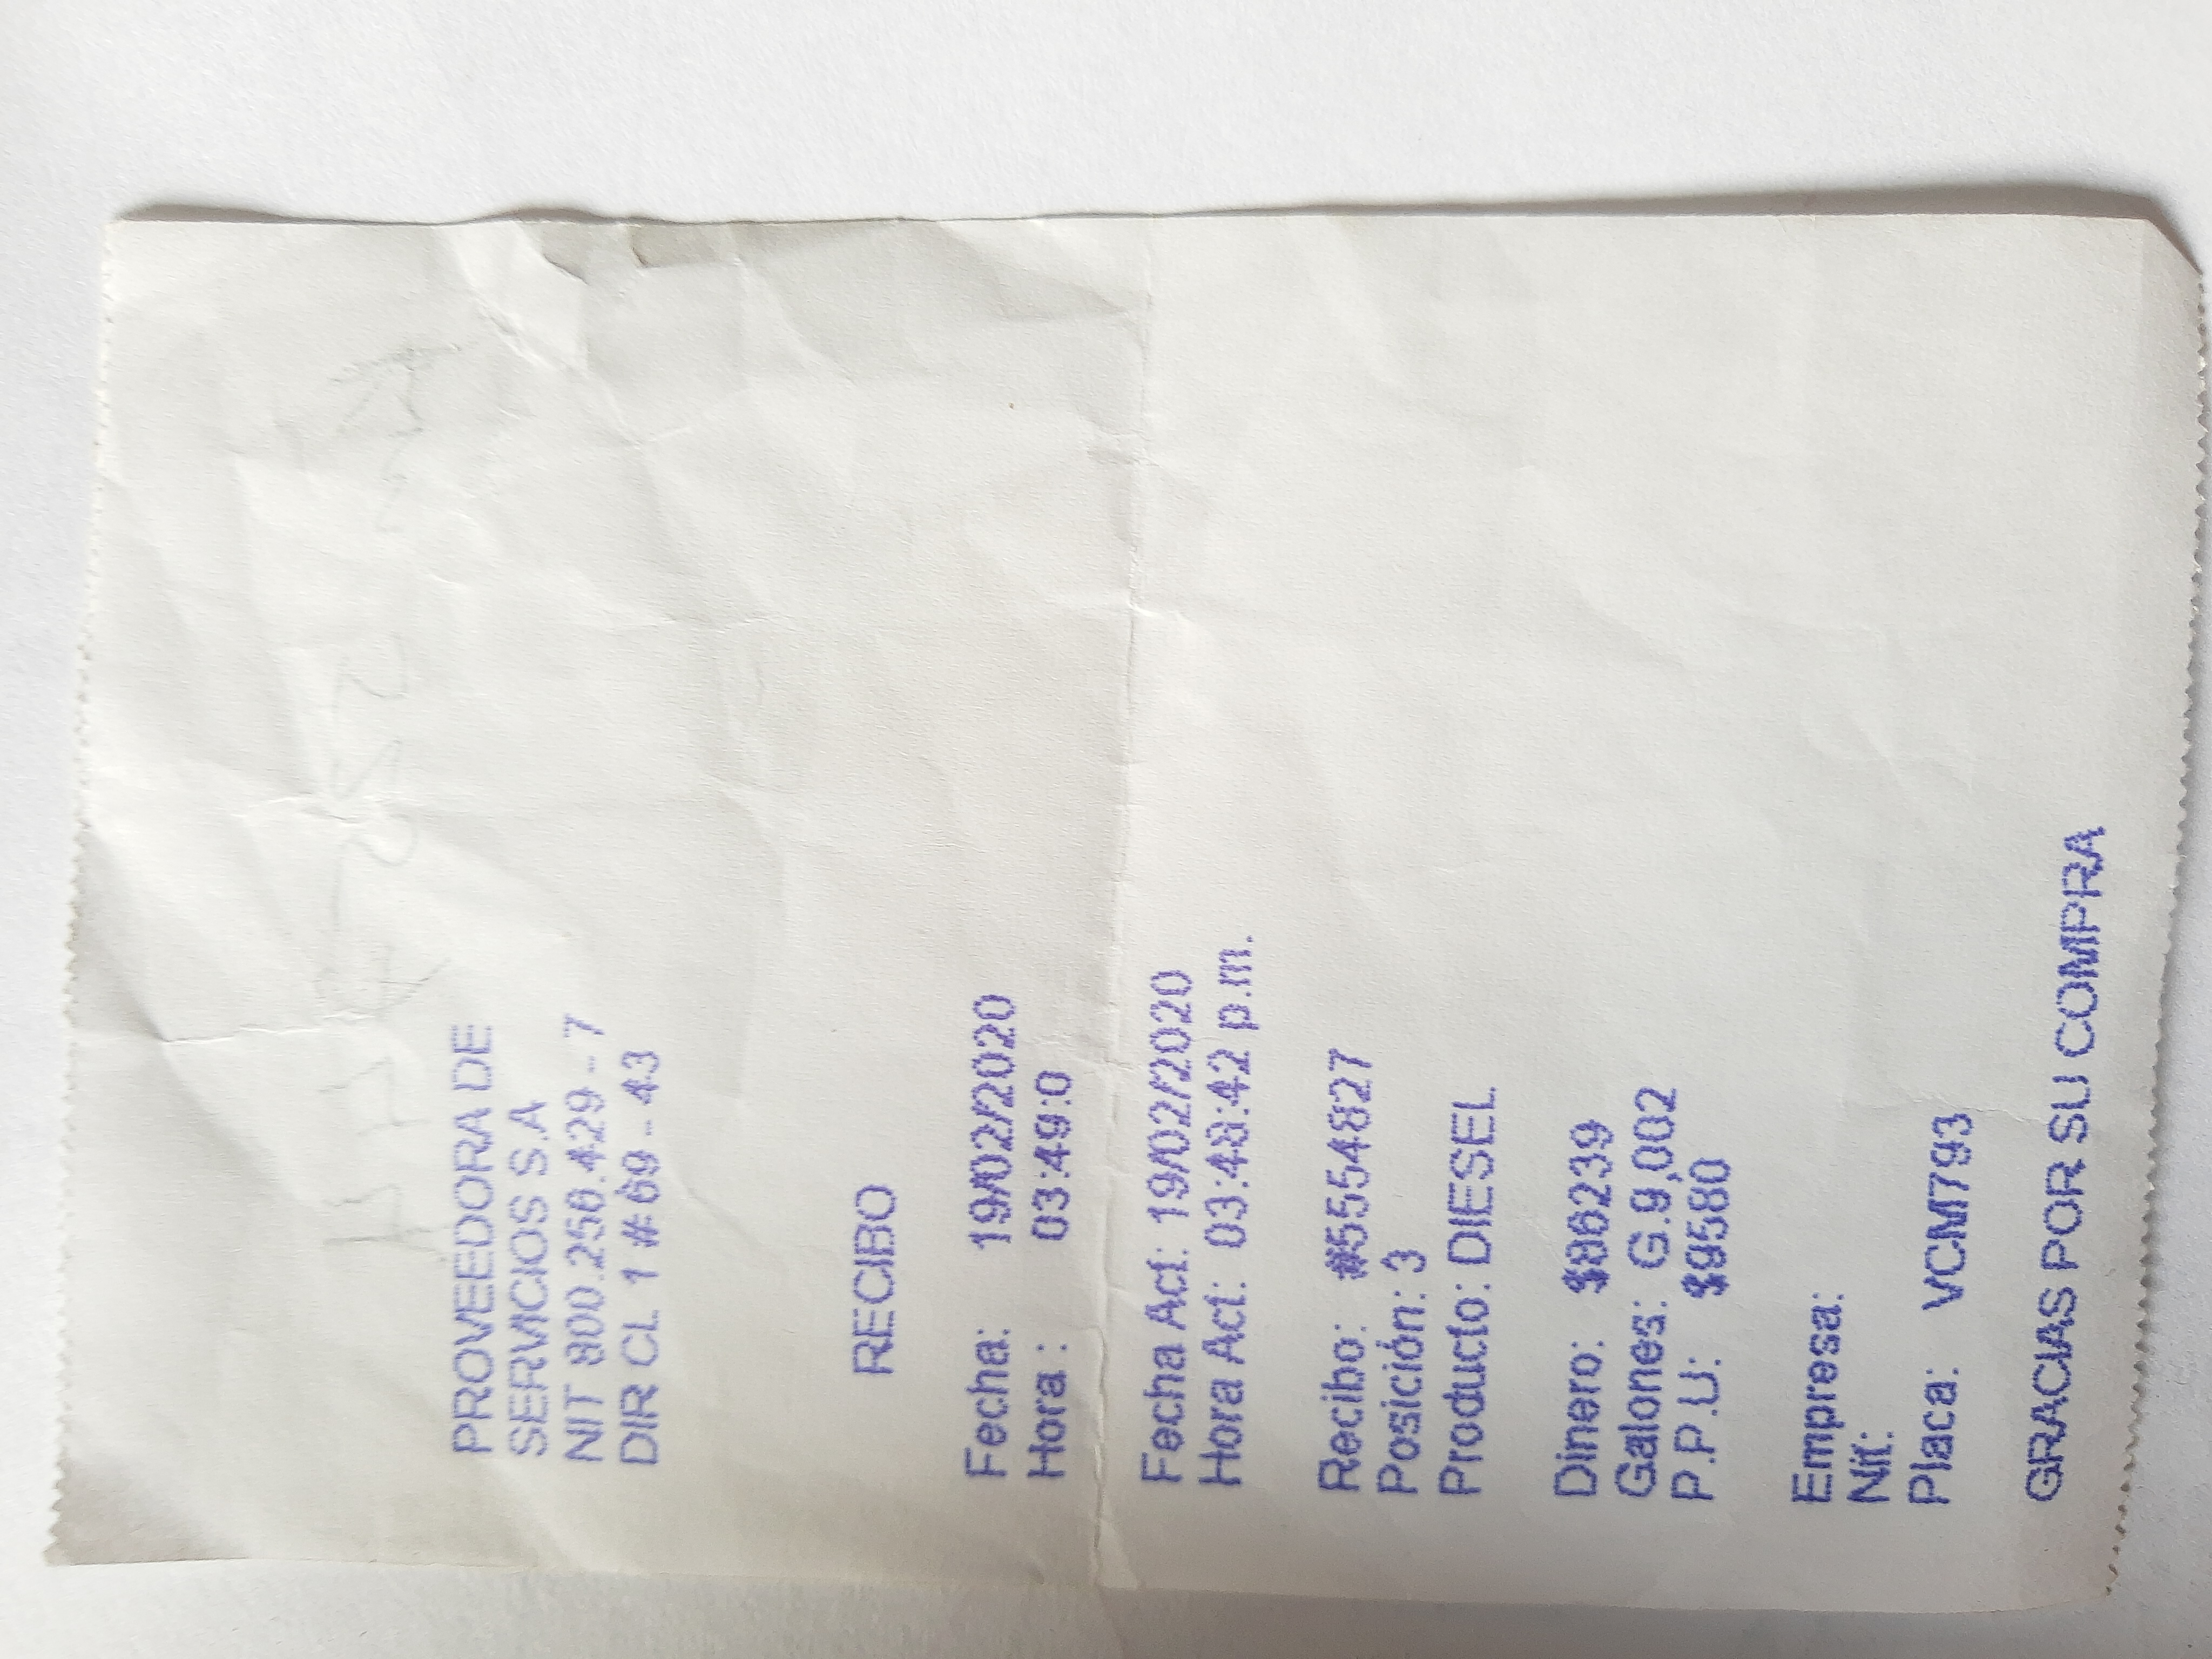 PROVEEDORA DE
SERVICIOS S.A
NIT 800.256.429 - 7
DIR CL 1 # 69 - 43
RECIBO
Fecha: 19/02/2020
Hora : 03:49:0
Fecha Act: 19/02/2020
Hora Act: 03:48:42 p.m.
Recibo: #5554827
Posición: 3
Producto: DIESEL
Dinero: $86239
Galones: G.9,002
P.P.U: $9580
Empresa:
Nit:
Placa: VCM793
GRACIAS POR SU COMPRA